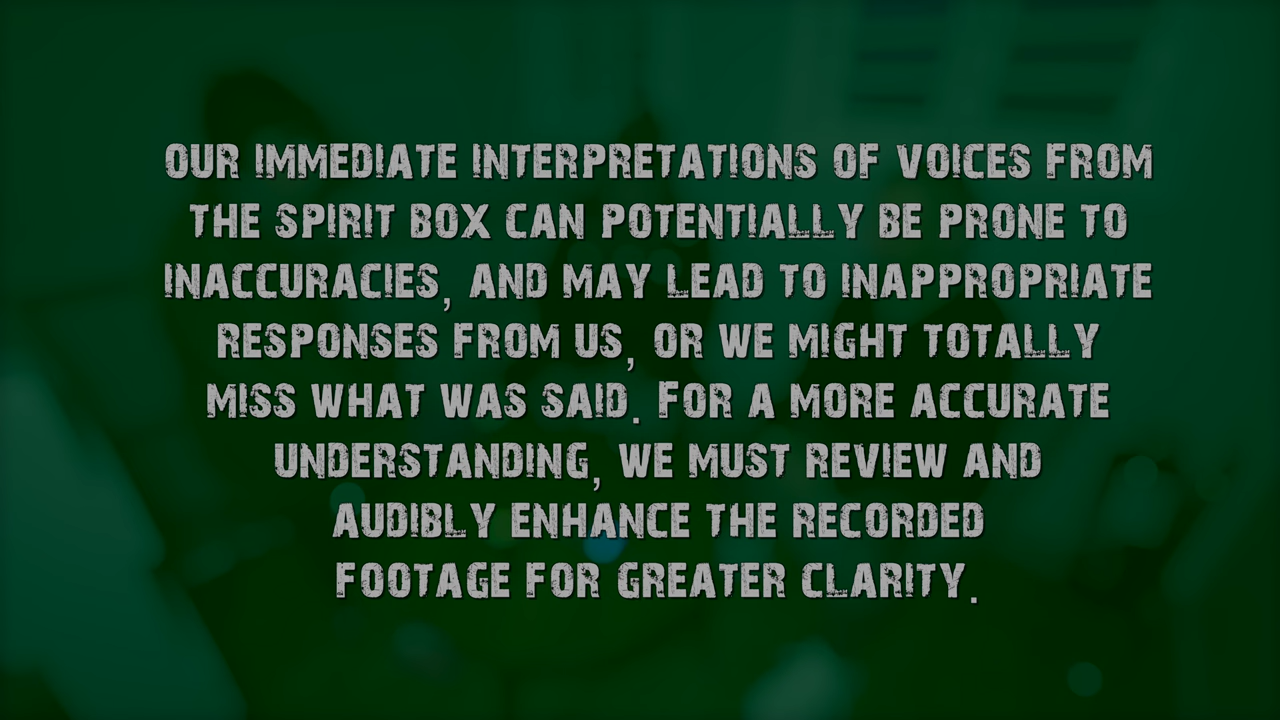 OUR IMMEDIATE INTERPRETATIONS OF VOICES FROM
THE SPIRIT BOX CAN POTENTIALLY BE PRONE TO
INACCURACIES, AND MAY LEAD TO INAPPROPRIATE
RESPONSES FROM US, OR WE MIGHT TOTALLY
MISS WHAT WAS SAID. FOR A MORE ACCURATE
UNDERSTANDING, WE MUST REVIEW AND
AUDIBLY ENHANCE THE RECORDED
FOOTAGE FOR GREATER CLARITY.